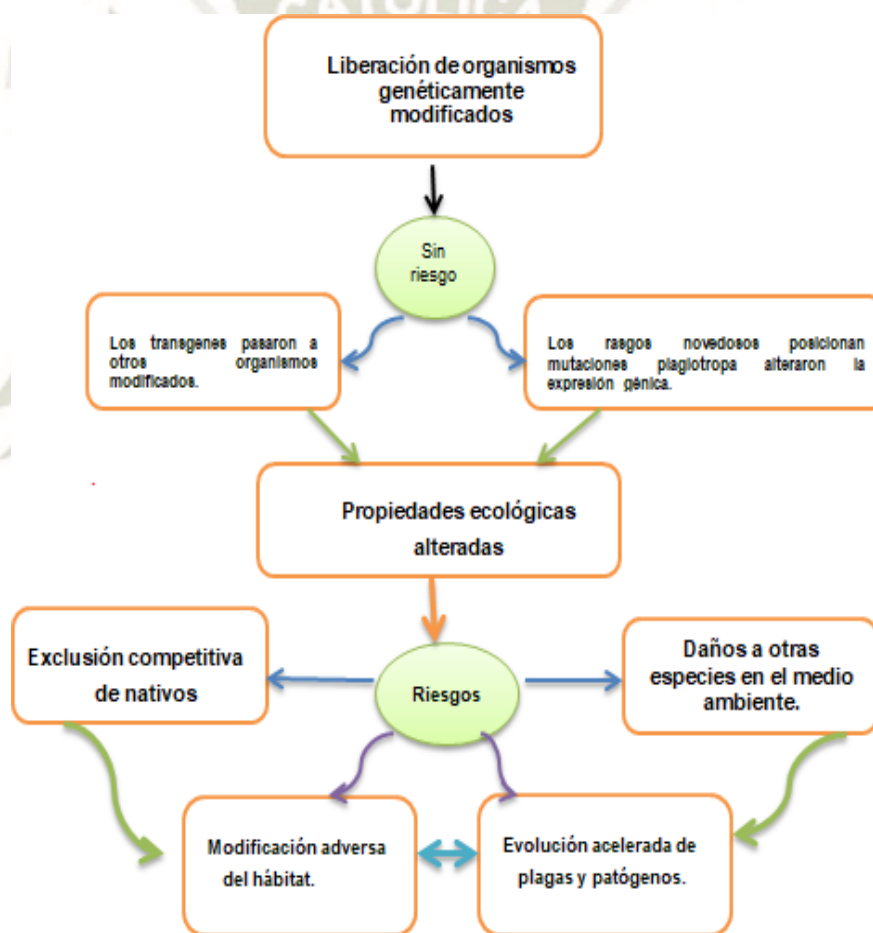 CATOLICA
Liberación de organismos
genéticamente
modificados
Sin
riesgo
Los transgenes pasaron a
otros organismos
modificados.
Los rasgos novedosos posicionan
mutaciones plagiotropa alteraron la
expresión génica.
Propiedades ecológicas
alteradas
Exclusión competitiva
de nativos
Riesgos
Daños a otras
especies en el medio
ambiente.
Modificación adversa
del hábitat.
Evolución acelerada de
plagas y patógenos.